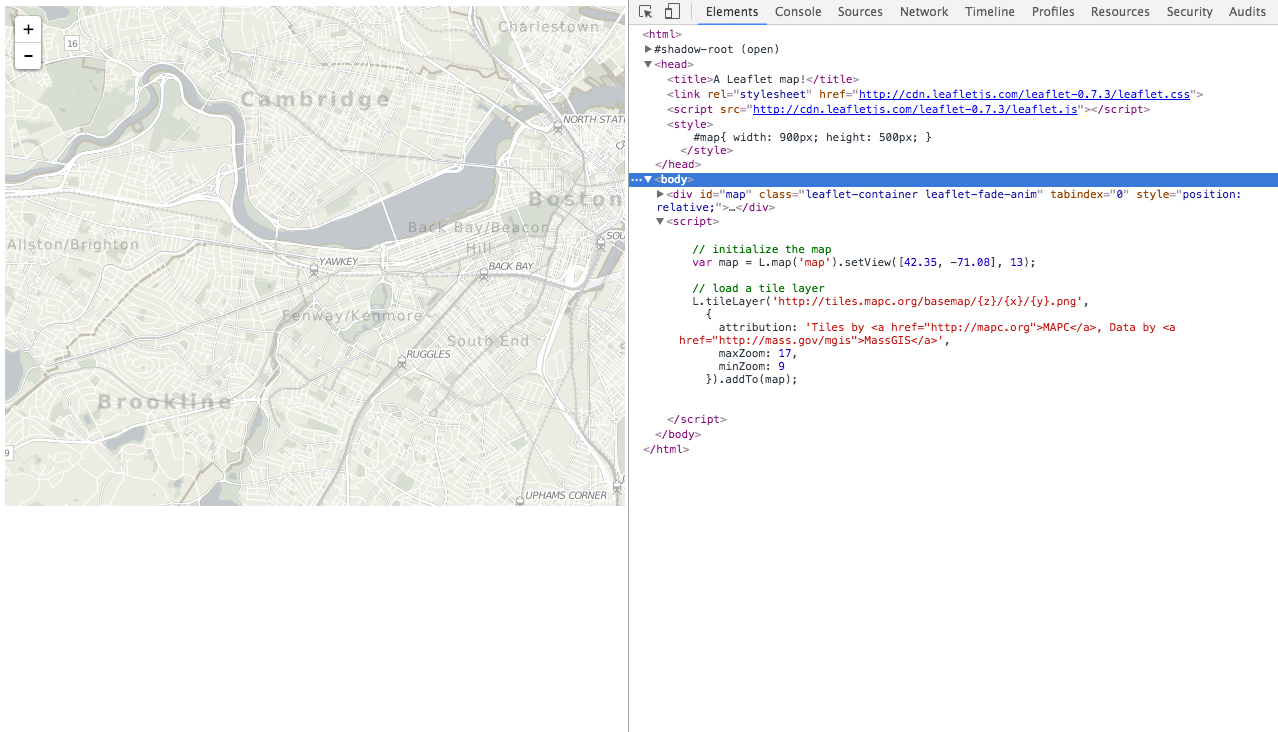 +
−
16
Charlestown
Cambridge
NORTH STAT
Boston
Back Bay/Beacon
Hill
Allston/Brighton
SOU
YAWKEY
BACK BAY
Fenway/Kenmore
South End
RUGGLES
Brookline
9
UPHAMS CORNER
Elements Console Sources Network Timeline Profiles Resources Security Audits
<html>
#shadow-root (open)
<head>
<title>A Leaflet map!</title>
<link rel="stylesheet" href="http://cdn.leafletjs.com/leaflet-0.7.3/leaflet.css">
<script src="http://cdn.leafletjs.com/leaflet-0.7.3/leaflet.js"></script>
<style>
#map{ width: 900px; height: 500px; }
</style>
</head>
…<body>
<div id="map" class="leaflet-container leaflet-fade-anim" tabindex="0" style="position:
relative;">…</div>
<script>
// initialize the map
var map = L.map('map').setView([42.35, -71.08], 13);
// load a tile layer
L.tileLayer('http://tiles.mapc.org/basemap/{z}/{x}/{y}.png',
{
attribution: 'Tiles by <a href="http://mapc.org">MAPC</a>, Data by <a
href="http://mass.gov/mgis">MassGIS</a>',
maxZoom: 17,
minZoom: 9
}).addTo(map);
</script>
</body>
</html>